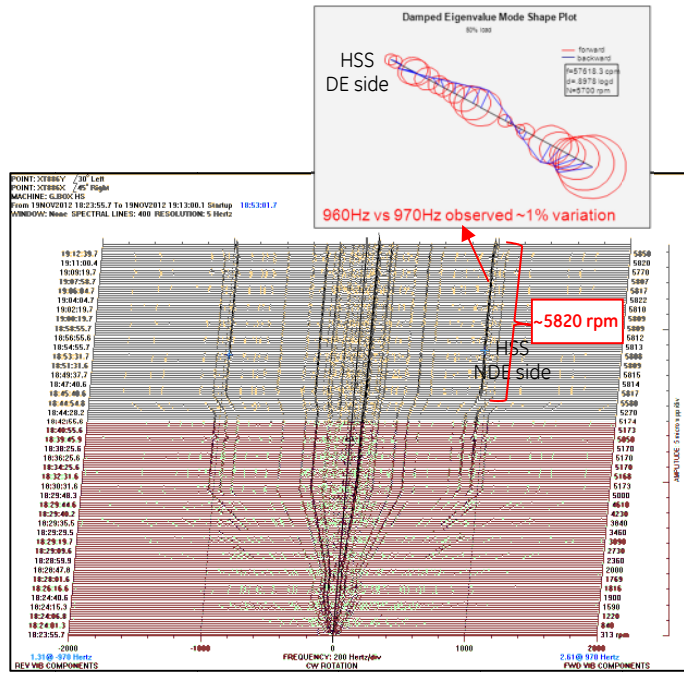 Damped Eigenvalue Mode Shape Plot
80% load
forward
backward
f=57618.3 cpm
d=.8978 logd
N=5700 rpm
HSS
DE side
960Hz vs 970Hz observed ~1% variation
POINT: XT886Y ∠30° Left
POINT: XT886X ∠45° Right
MACHINE: G.BOX HS
From 19NOV2012 18:23:55.7 To 19NOV2012 19:13:00.1 Startup 18:53:01.7
WINDOW: None SPECTRAL LINES: 400 RESOLUTION: 5 Hertz
19:12:39.7 5850
19:11:00.4 5820
19:09:19.7 5770
19:07:58.7 5807
19:06:04.7 5817
19:04:04.7 5822
19:02:19.7 5810
19:00:19.7 5809
18:58:55.7 5809
18:56:55.6 5812
18:54:55.7 5813
18:53:31.7 5808
18:51:31.6 5809
18:49:37.7 5815
18:47:40.6 5814
18:45:40.6 5817
18:44:54.8 5580
18:44:28.2 5270
18:42:55.6 5174
18:40:55.6 5173
18:39:45.9 5050
18:38:25.6 5170
18:36:25.6 5170
18:34:25.6 5170
18:32:31.6 5168
18:30:31.6 5173
18:29:48.3 5000
18:29:44.6 4610
18:29:40.2 4230
18:29:35.5 3840
18:29:29.5 3460
18:29:19.7 3090
18:29:09.6 2730
18:28:59.9 2360
18:28:47.8 2000
18:28:01.6 1769
18:26:16.6 1816
18:24:40.6 1900
18:24:15.3 1590
18:24:06.8 1220
18:24:01.3 840
18:23:55.7 313 rpm
~5820 rpm
HSS
NDE side
AMPLITUDE 5 micro m pp/div
-2000 -1000 0 1000 2000
1.31@ -970 Hertz
FREQUENCY: 200 Hertz/div
2.61@ 970 Hertz
REV VIB COMPONENTS
CW ROTATION
FWD VIB COMPONENTS